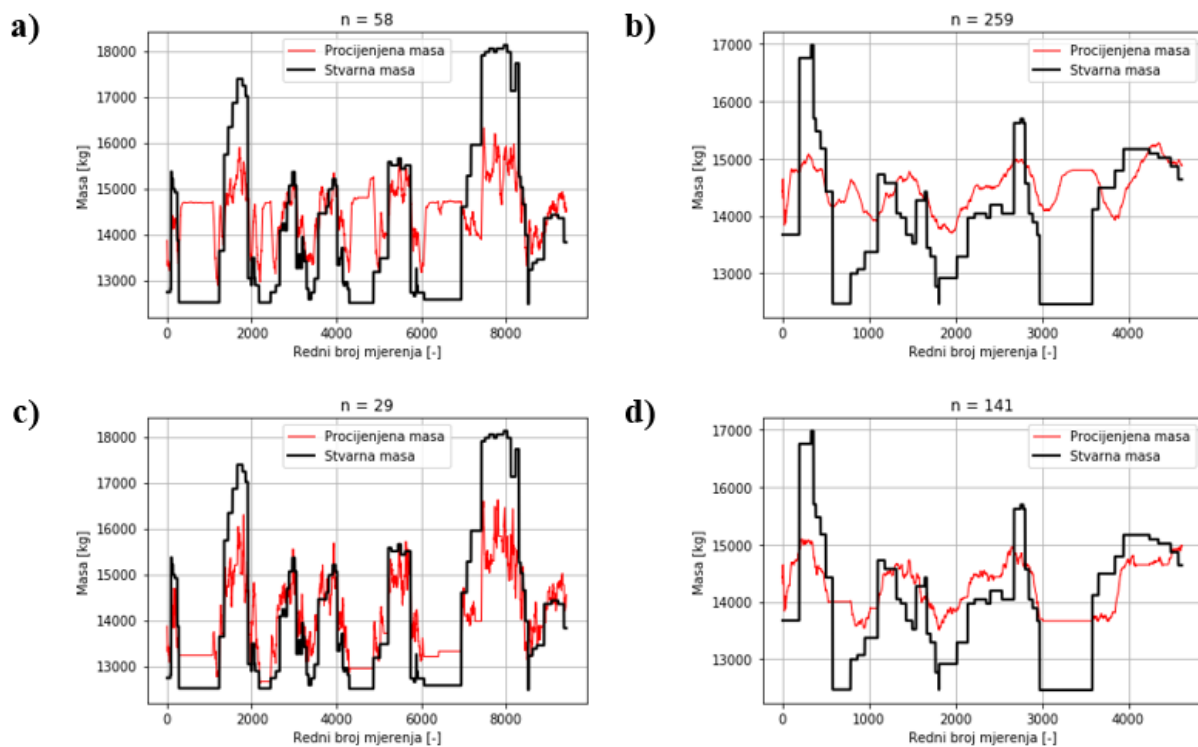 a)
n = 58
Masa [kg]
18000
17000
16000
15000
14000
13000
Procijenjena masa
Stvarna masa
0 2000 4000 6000 8000
Redni broj mjerenja [-]
b)
n = 259
Masa [kg]
17000
16000
15000
14000
13000
Procijenjena masa
Stvarna masa
0 1000 2000 3000 4000
Redni broj mjerenja [-]
c)
n = 29
Masa [kg]
18000
17000
16000
15000
14000
13000
Procijenjena masa
Stvarna masa
0 2000 4000 6000 8000
Redni broj mjerenja [-]
d)
n = 141
Masa [kg]
17000
16000
15000
14000
13000
Procijenjena masa
Stvarna masa
0 1000 2000 3000 4000
Redni broj mjerenja [-]